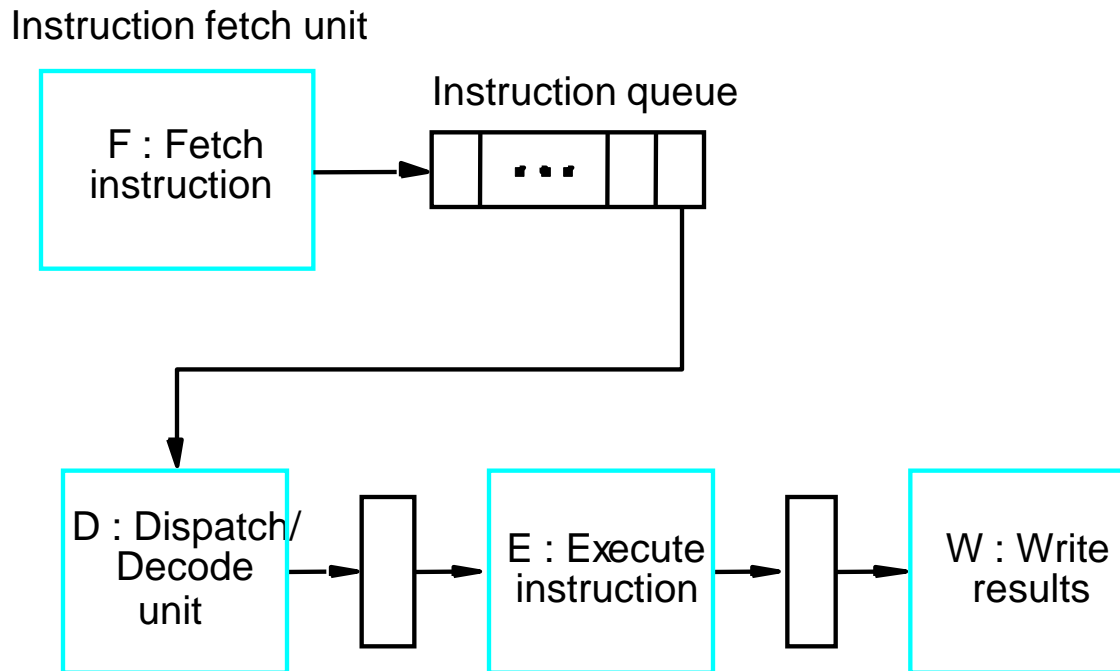 Instruction fetch unit
Instruction queue
F : Fetch
instruction
D : Dispatch/
Decode
unit
E : Execute
instruction
W : Write
results